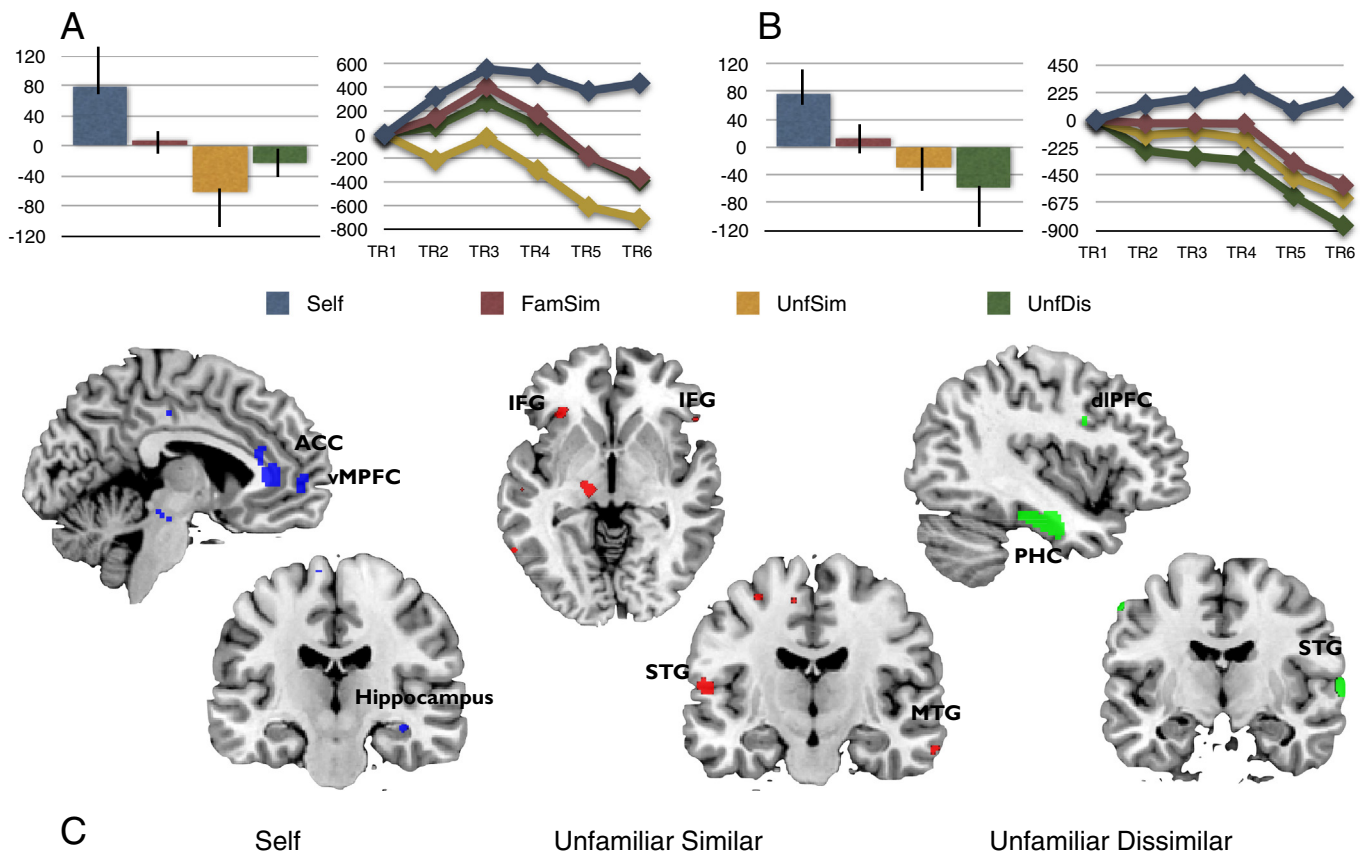 A
B
120
80
40
0
-40
-80
-120
600
400
200
0
-200
-400
-600
-800
TR1 TR2 TR3 TR4 TR5 TR6
120
80
40
0
-40
-80
-120
450
225
0
-225
-450
-675
-900
TR1 TR2 TR3 TR4 TR5 TR6
Self FamSim UnfSim UnfDis
ACC
vMPFC
Hippocampus
IFG IFG
STG
MTG
dlPFC
PHC
STG
C
Self Unfamiliar Similar Unfamiliar Dissimilar